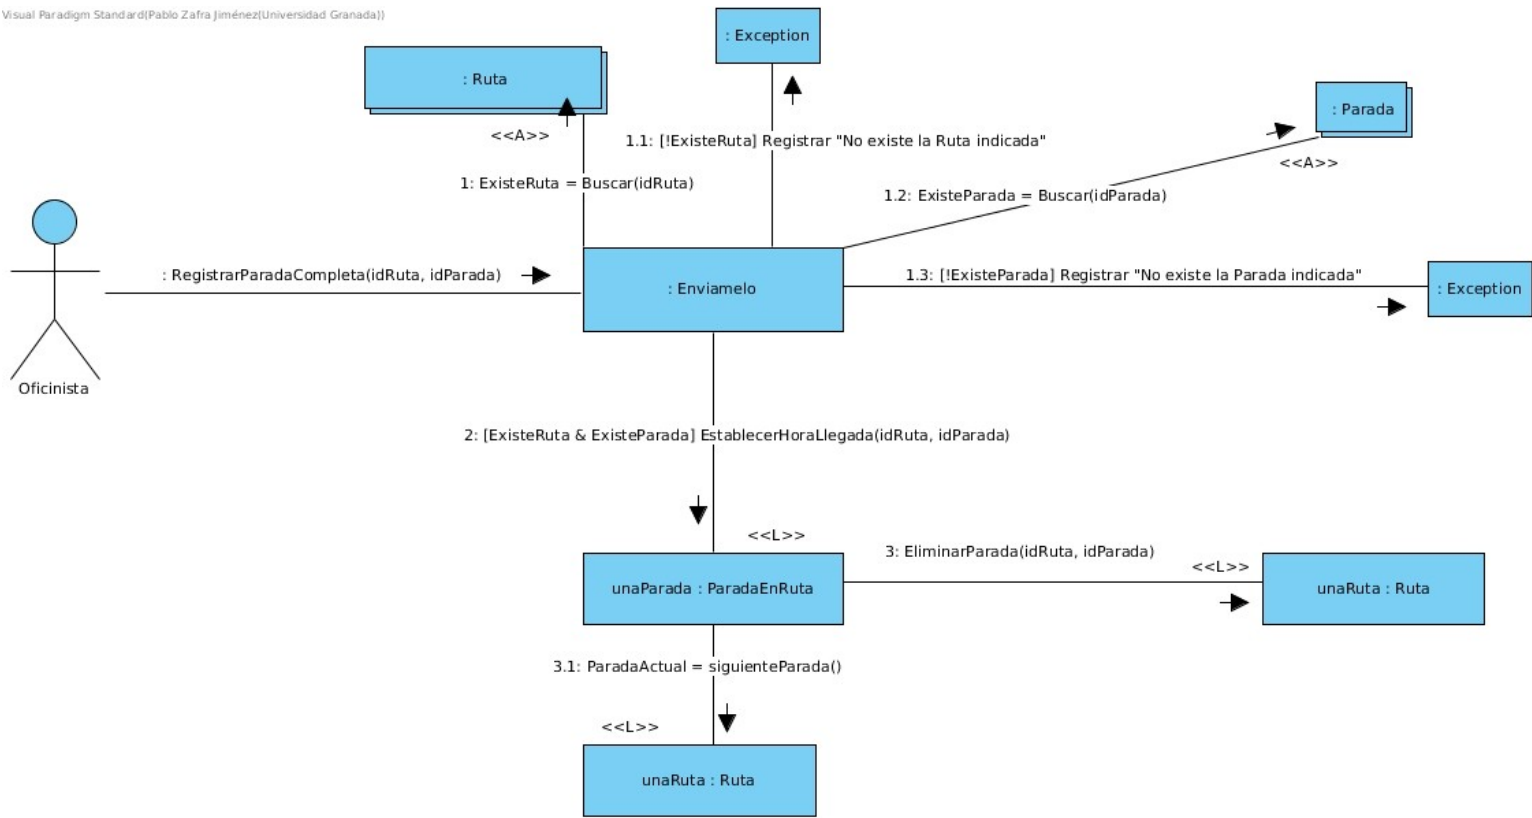 Visual Paradigm Standard(Pablo Zafra Jiménez(Universidad Granada))
: Exception
: Ruta
: Parada
<<A>>
1.1: [!ExisteRuta] Registrar "No existe la Ruta indicada"
<<A>>
1: ExisteRuta = Buscar(idRuta)
1.2: ExisteParada = Buscar(idParada)
: RegistrarParadaCompleta(idRuta, idParada)
: Enviamelo
1.3: [!ExisteParada] Registrar "No existe la Parada indicada"
: Exception
Oficinista
2: [ExisteRuta & ExisteParada] EstablecerHoraLlegada(idRuta, idParada)
<<L>>
3: EliminarParada(idRuta, idParada)
<<L>>
unaParada : ParadaEnRuta
unaRuta : Ruta
3.1: ParadaActual = siguienteParada()
<<L>>
unaRuta : Ruta